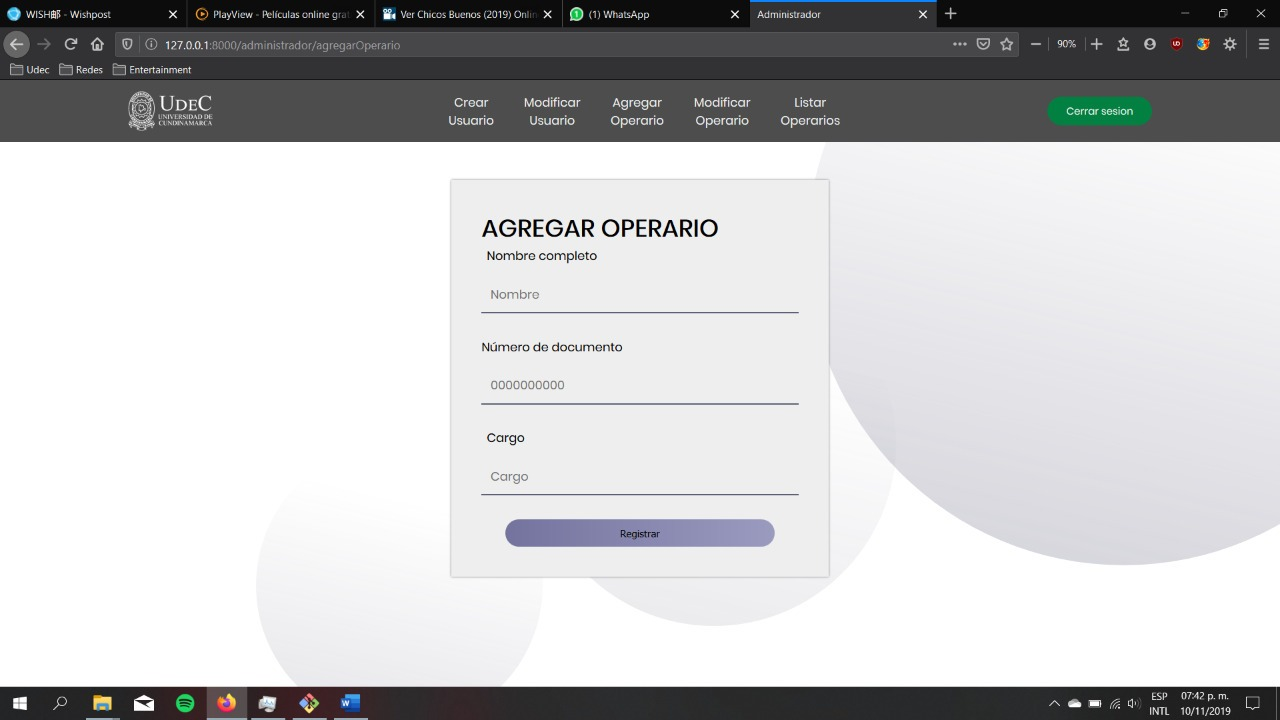 WISH邮 - Wishpost
PlayView - Películas online grat
Ver Chicos Buenos (2019) Onlin
(1) WhatsApp
Administrador
127.0.0.1:8000/administrador/agregarOperario
90%
Udec
Redes
Entertainment
UDEC
UNIVERSIDAD DE
CUNDINAMARCA
Crear
Usuario
Modificar
Usuario
Agregar
Operario
Modificar
Operario
Listar
Operarios
Cerrar sesion
AGREGAR OPERARIO
Nombre completo
Nombre
Número de documento
0000000000
Cargo
Cargo
Registrar
ESP
INTL
07:42 p. m.
10/11/2019